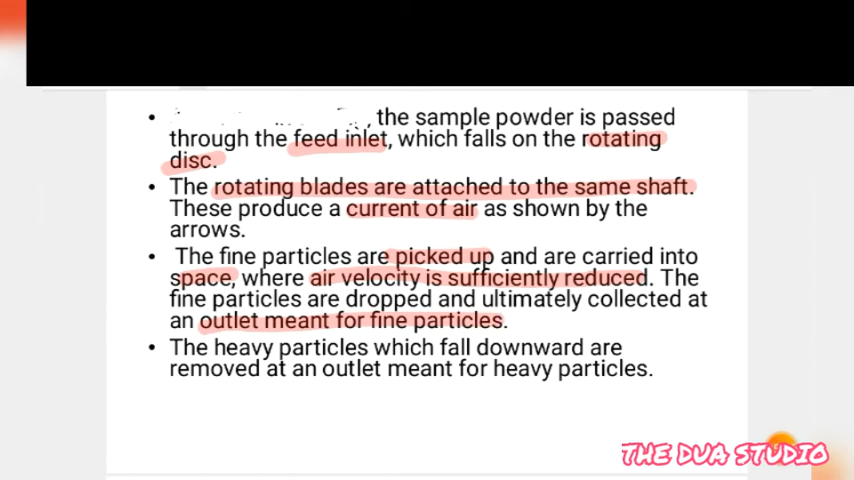 • , the sample powder is passed
through the feed inlet, which falls on the rotating
disc.
• The rotating blades are attached to the same shaft.
These produce a current of air as shown by the
arrows.
• The fine particles are picked up and are carried into
space, where air velocity is sufficiently reduced. The
fine particles are dropped and ultimately collected at
an outlet meant for fine particles.
• The heavy particles which fall downward are
removed at an outlet meant for heavy particles.
THE DUA STUDIO